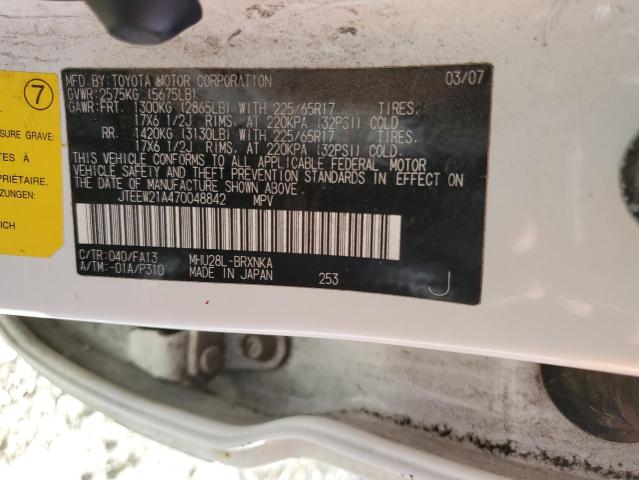 MFD.BY:TOYOTA MOTOR CORPORATION 03/07
GVWR:2575KG (5675LB)
GAWR:FRT. 1300KG (2865LB) WITH 225/65R17 TIRES.
17X6 1/2J RIMS, AT 220KPA (32PSI) COLD
RR. 1420KG (3130LB) WITH 225/65R17 TIRES.
17X6 1/2J RIMS, AT 220KPA (32PSI) COLD
THIS VEHICLE CONFORMS TO ALL APPLICABLE FEDERAL MOTOR
VEHICLE SAFETY AND THEFT PREVENTION STANDARDS IN EFFECT ON
THE DATE OF MANUFACTURE SHOWN ABOVE.
JTEEW21A470048842 MPV
C/TR:040/FA13 MHU28L-BRXNKA
A/TM:-01A/P310 MADE IN JAPAN 253 J
7
SURE GRAVE:
TES À
PRIÉTAIRE.
ZUNGEN:
ICH